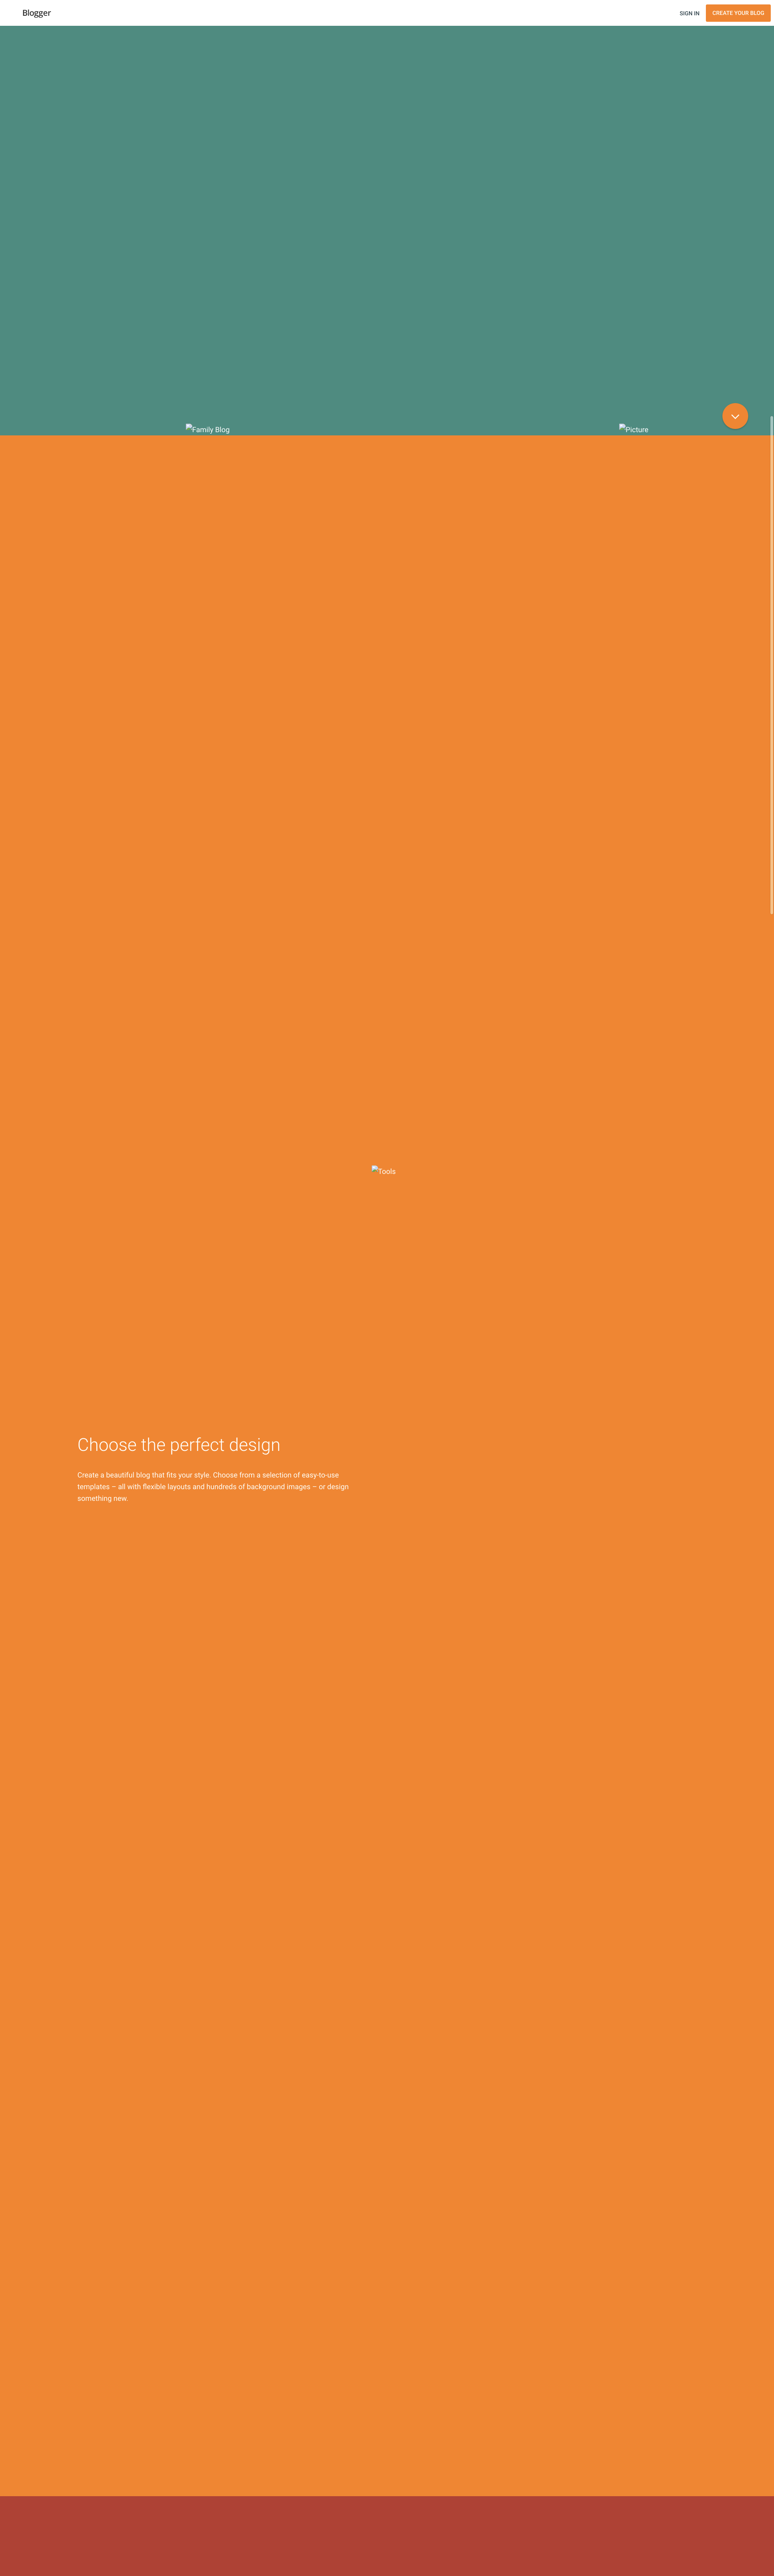 Blogger
SIGN IN
CREATE YOUR BLOG
Family Blog
Picture
Tools
Choose the perfect design
Create a beautiful blog that fits your style. Choose from a selection of easy-to-use
templates – all with flexible layouts and hundreds of background images – or design
something new.